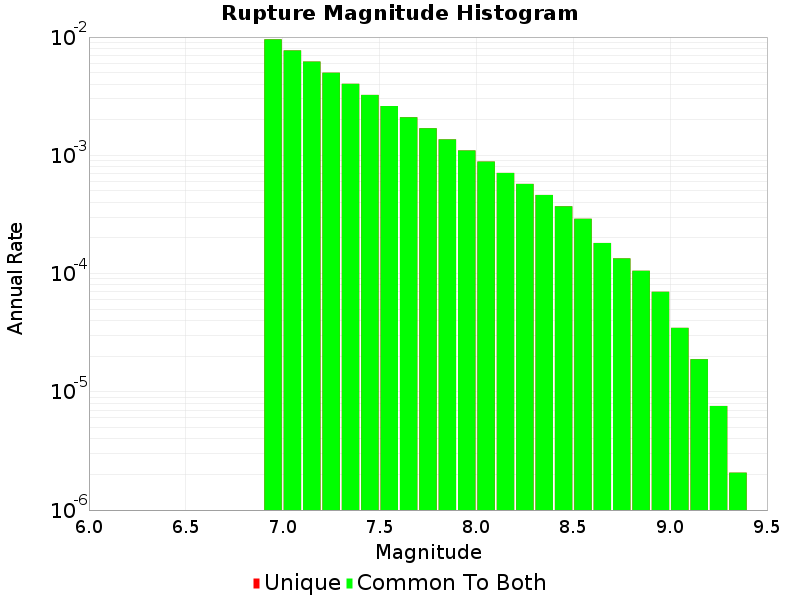 Rupture Magnitude Histogram
10-2
10-3
10-4
10-5
10-6
Annual Rate
6.0 6.5 7.0 7.5 8.0 8.5 9.0 9.5
Magnitude
Unique Common To Both